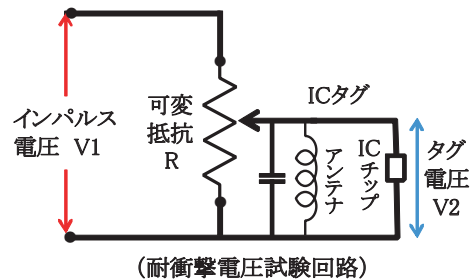 インパルス
電圧 V1
可変
抵抗
R
ICタグ
アンテナ
IC
チップ
タグ
電圧
V2
(耐衝撃電圧試験回路)